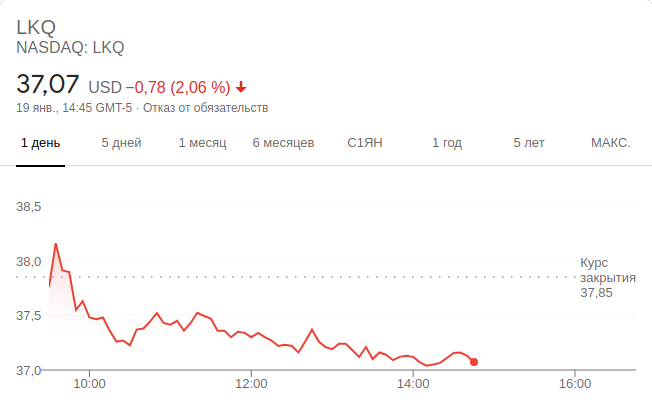 LKQ
NASDAQ: LKQ
37,07 USD −0,78 (2,06 %)
19 янв., 14:45 GMT-5 · Отказ от обязательств
1 день 5 дней 1 месяц 6 месяцев С1ЯН 1 год 5 лет МАКС.
38,5
38,0
Курс
закрытия
37,85
37,5
37,0
10:00 12:00 14:00 16:00